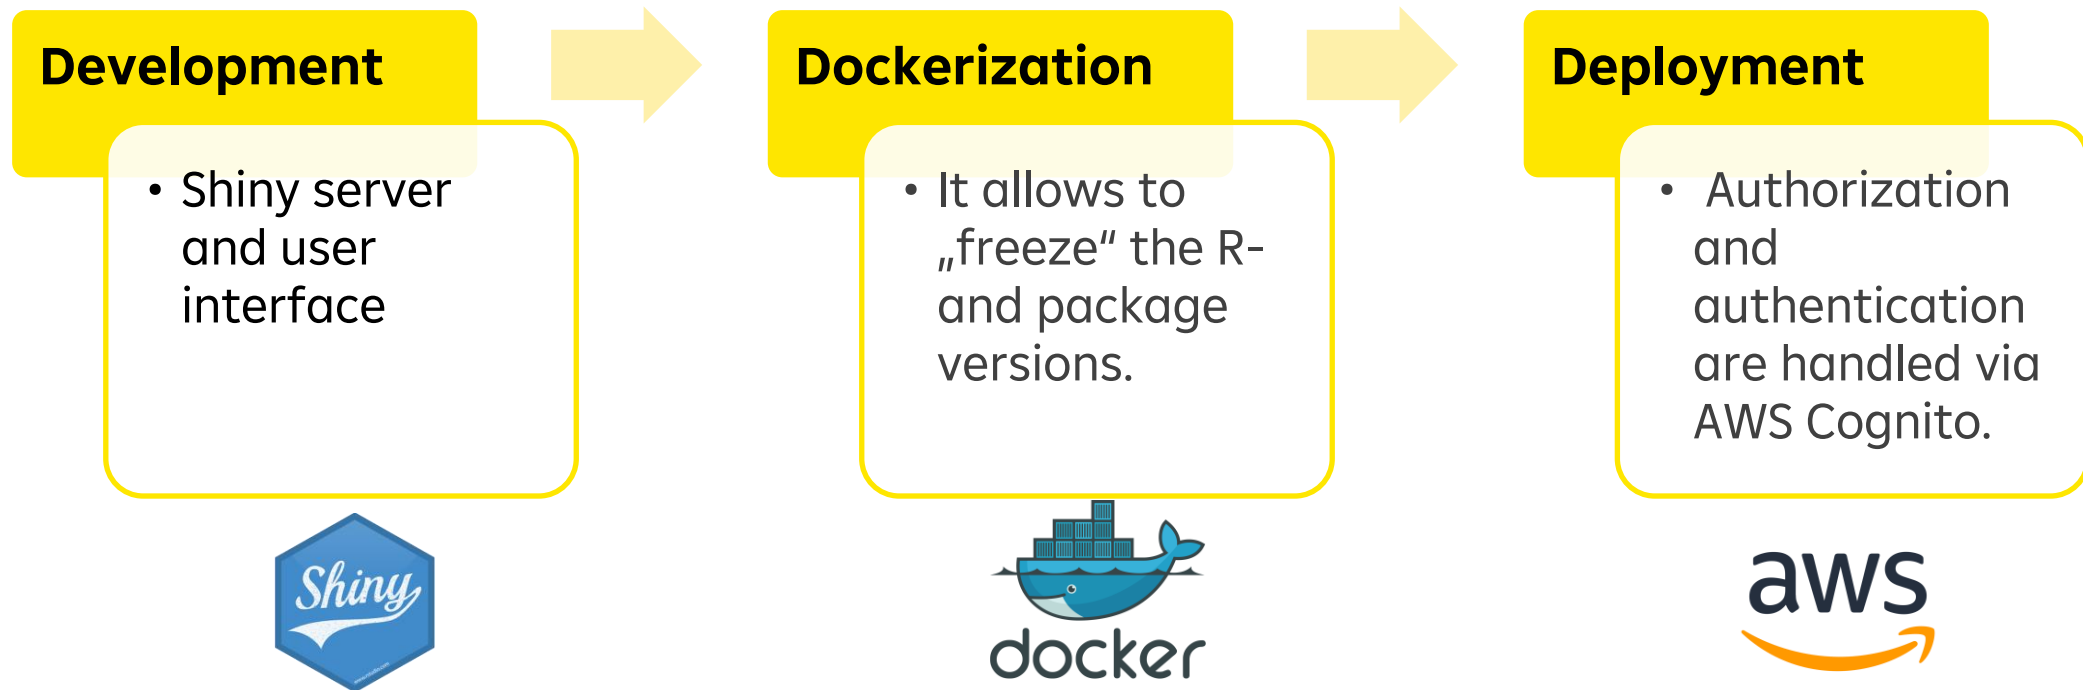 Development
• Shiny server
and user
interface
Shiny
Dockerization
• It allows to
„freeze“ the R-
and package
versions.
docker
Deployment
• Authorization
and
authentication
are handled via
AWS Cognito.
aws